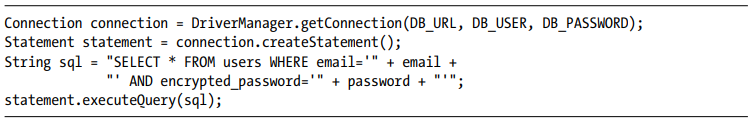 Connection connection = DriverManager.getConnection(DB_URL, DB_USER, DB_PASSWORD);
Statement statement = connection.createStatement();
String sql = "SELECT * FROM users WHERE email='" + email +
             "' AND encrypted_password='" + password + "'";
statement.executeQuery(sql);